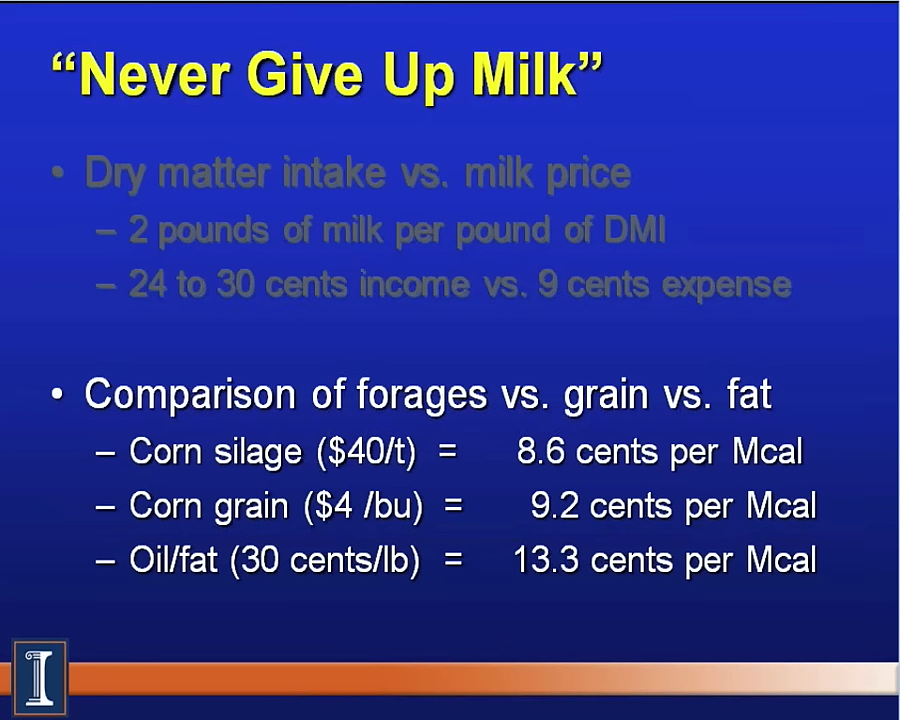 “Never Give Up Milk”
• Dry matter intake vs. milk price
– 2 pounds of milk per pound of DMI
– 24 to 30 cents income vs. 9 cents expense
• Comparison of forages vs. grain vs. fat
– Corn silage ($40/t) = 8.6 cents per Mcal
– Corn grain ($4 /bu) = 9.2 cents per Mcal
– Oil/fat (30 cents/lb) = 13.3 cents per Mcal
I